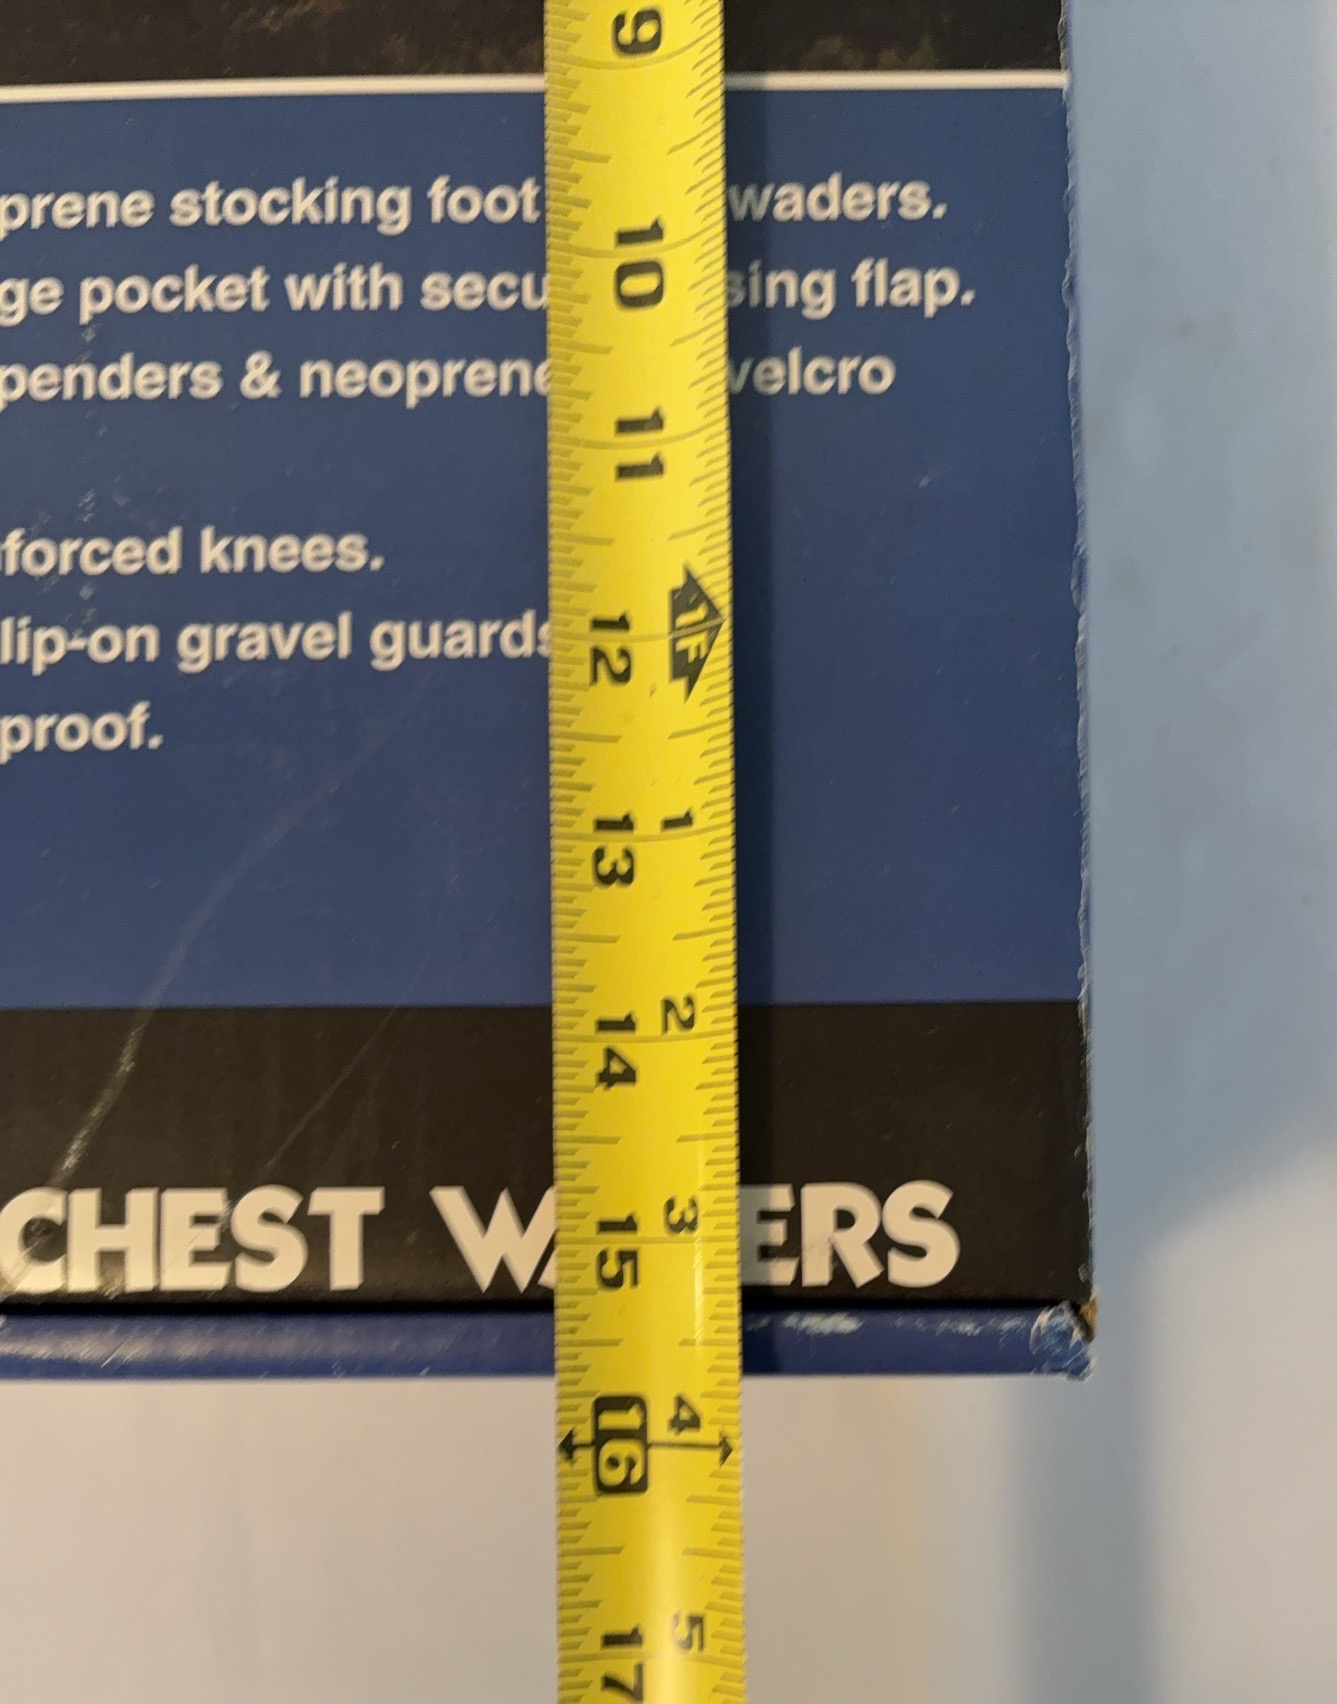 9
prene stocking foot waders.
10
ge pocket with secu sing flap.
penders & neopren velcro
11
forced knees.
1F
12
lip-on gravel guards
proof.
1
13
2
14
CHEST W ERS
3
15
4
16
5
17